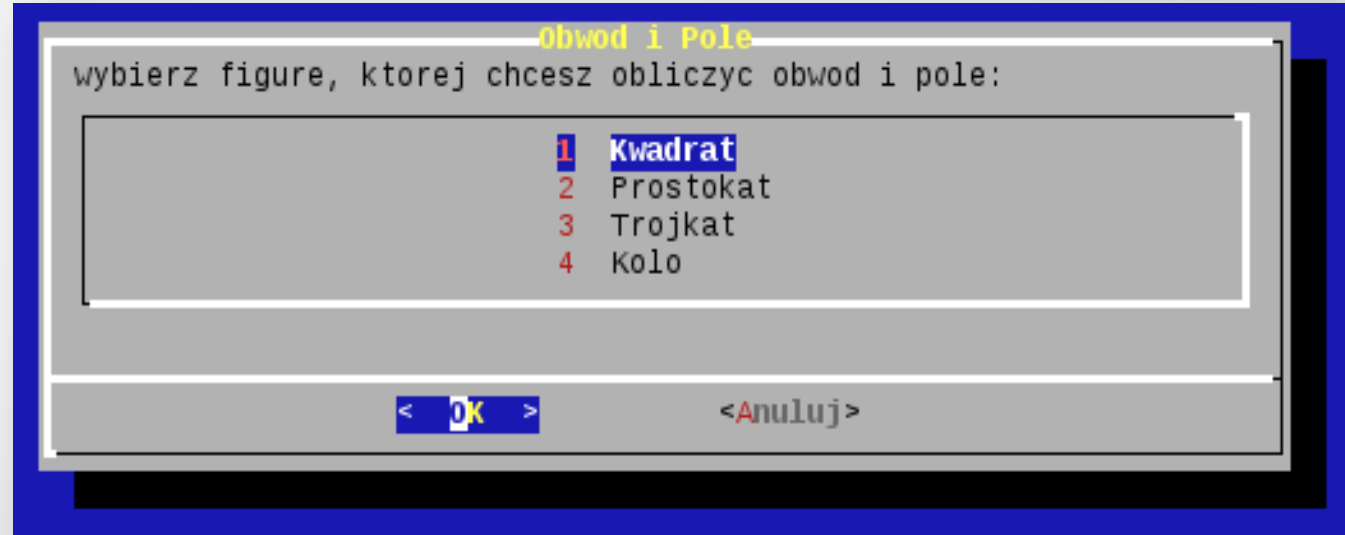 Obwod i Pole
wybierz figure, ktorej chcesz obliczyc obwod i pole:
1 Kwadrat
2 Prostokat
3 Trojkat
4 Kolo
< OK > <Anuluj>